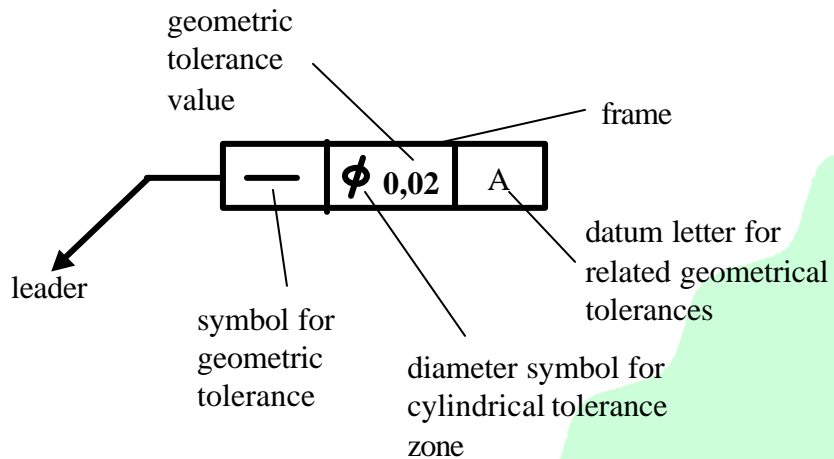 geometric
tolerance
value
frame
ϕ 0,02
A
leader
datum letter for
related geometrical
tolerances
symbol for
geometric
tolerance
diameter symbol for
cylindrical tolerance
zone